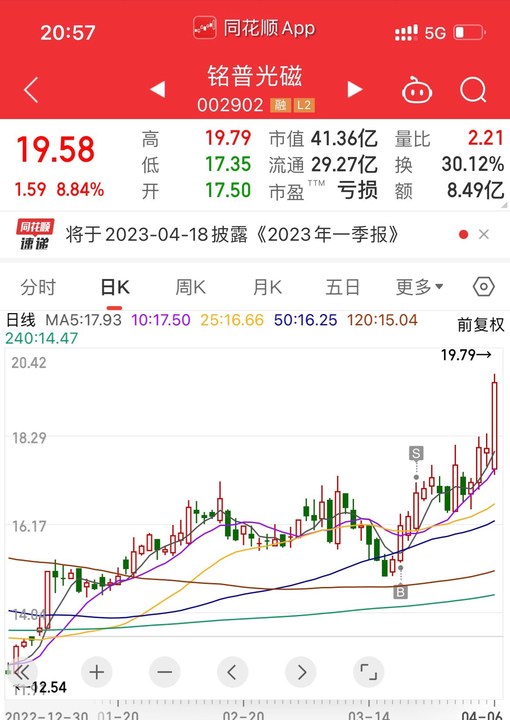 20:57
同花顺App
5G
铭普光磁
002902 融 L2
19.58
1.59 8.84%
高 19.79 市值 41.36亿 量比 2.21
低 17.35 流通 29.27亿 换 30.12%
开 17.50 市盈TTM 亏损 额 8.49亿
同花顺
速递
将于2023-04-18披露《2023年一季报》
分时 日K 周K 月K 五日 更多
日线 MA5:17.93 10:17.50 25:16.66 50:16.25 120:15.04
240:14.47
前复权
19.79→
20.42
18.29
S
16.17
B
14.04
←12.54
2022-12-30 01-20 02-20 03-14 04-06